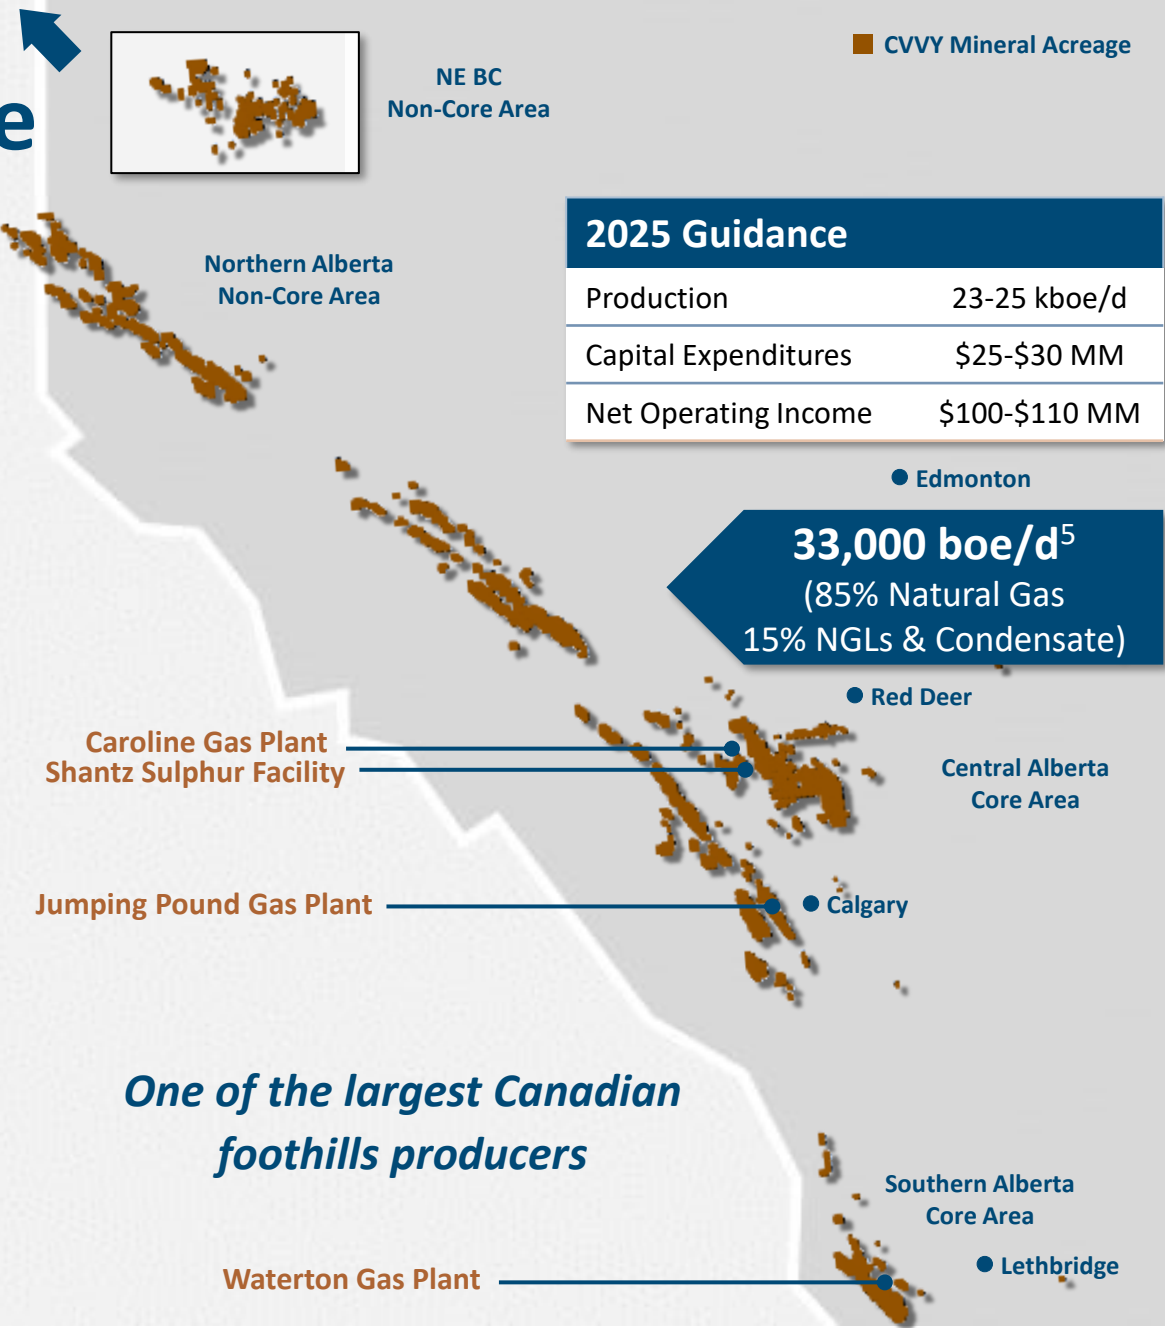 CVVY Mineral Acreage
NE BC
Non-Core Area
e
2025 Guidance
Production 23-25 kboe/d
Capital Expenditures $25-$30 MM
Net Operating Income $100-$110 MM
Northern Alberta
Non-Core Area
Edmonton
33,000 boe/d5
(85% Natural Gas
15% NGLs & Condensate)
Red Deer
Caroline Gas Plant
Shantz Sulphur Facility
Central Alberta
Core Area
Jumping Pound Gas Plant
Calgary
One of the largest Canadian
foothills producers
Southern Alberta
Core Area
Lethbridge
Waterton Gas Plant